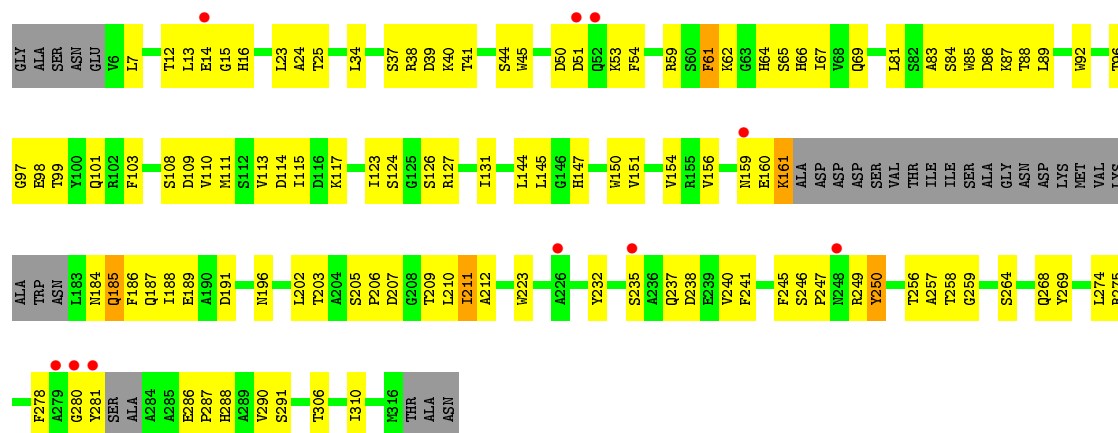 GLY ALA SER ASN GLU V6 L7 T12 L13 E14 G15 H16 L23 A24 T25 L34 S37 R38 D39 K40 T41 S44 W45 D50 D51 Q52 K53 F54 R59 S60 F61 K62 G63 H64 S65 H66 I67 V68 Q69 L81 S82 A83 S84 W85 D86 K87 T88 L89 W92 T96
G97 E98 T99 Y100 Q101 R102 F103 S108 D109 V110 M111 S112 V113 D114 I115 D116 K117 I123 S124 G125 S126 R127 I131 L144 L145 G146 H147 W150 V151 V154 R155 V156 N159 E160 K161 ALA ASP ASP ASP SER VAL THR ILE ILE SER ALA GLY ASN ASP LYS MET VAL LYS
ALA TRP ASN L183 N184 Q185 F186 Q187 I188 E189 A190 D191 N196 L202 T203 A204 S205 P206 D207 G208 T209 L210 I211 A212 W223 A226 Y232 S235 A236 Q237 D238 E239 V240 F241 F245 S246 P247 N248 R249 Y250 T256 A257 T258 G259 S264 Q268 Y269 L274
F278 A279 G280 Y281 SER ALA A284 A285 E286 P287 H288 A289 V290 S291 T306 I310 M316 THR ALA ASN